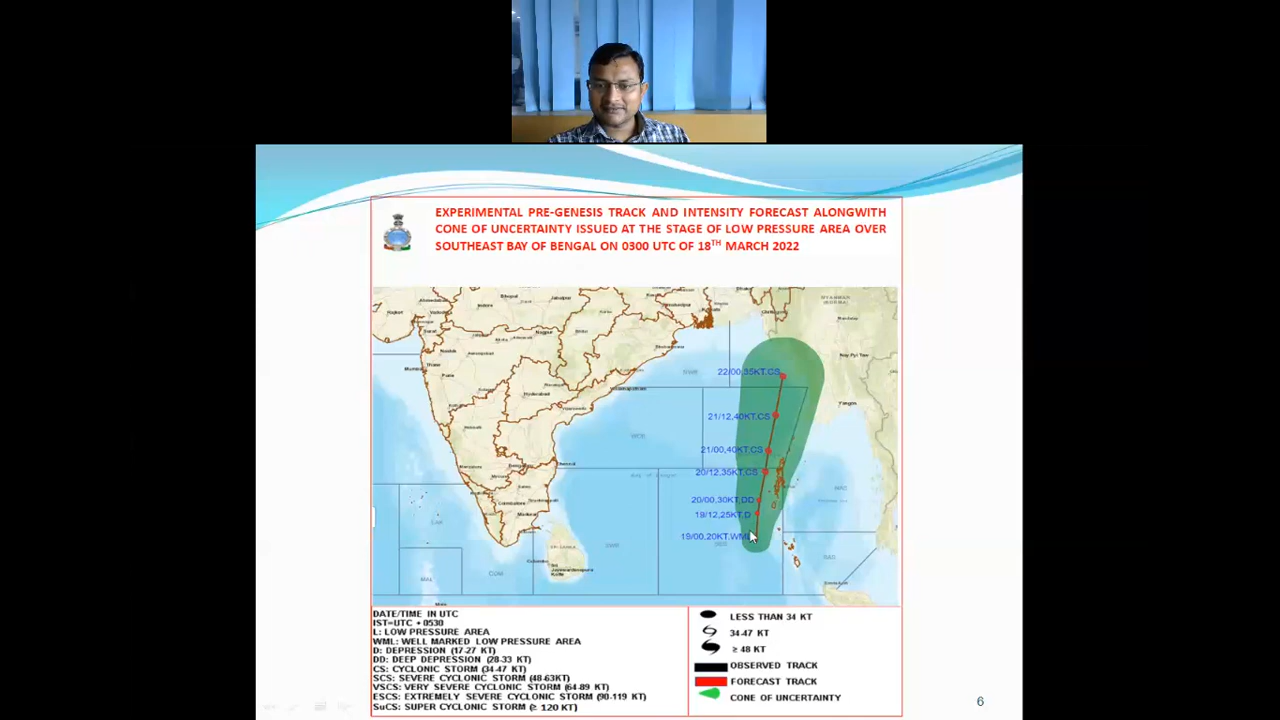 EXPERIMENTAL PRE-GENESIS TRACK AND INTENSITY FORECAST ALONGWITH
CONE OF UNCERTAINTY ISSUED AT THE STAGE OF LOW PRESSURE AREA OVER
SOUTHEAST BAY OF BENGAL ON 0300 UTC OF 18TH MARCH 2022
22/00,35KT,CS
21/12,40KT,CS
21/00,40KT,CS
20/12,35KT,CS
20/00,30KT,DD
19/12,25KT,D
19/00,20KT,WML
Nagpur
Hyderabad
Chennai
Pune
Coimbatore
SRI LANKA
DATE/TIME IN UTC
IST=UTC + 0530
L: LOW PRESSURE AREA
WML: WELL MARKED LOW PRESSURE AREA
D: DEPRESSION (17-27 KT)
DD: DEEP DEPRESSION (28-33 KT)
CS: CYCLONIC STORM (34-47 KT)
SCS: SEVERE CYCLONIC STORM (48-63KT)
VSCS: VERY SEVERE CYCLONIC STORM (64-89 KT)
ESCS: EXTREMELY SEVERE CYCLONIC STORM (90-119 KT)
SuCS: SUPER CYCLONIC STORM (≥ 120 KT)
LESS THAN 34 KT
34-47 KT
≥ 48 KT
OBSERVED TRACK
FORECAST TRACK
CONE OF UNCERTAINTY
6